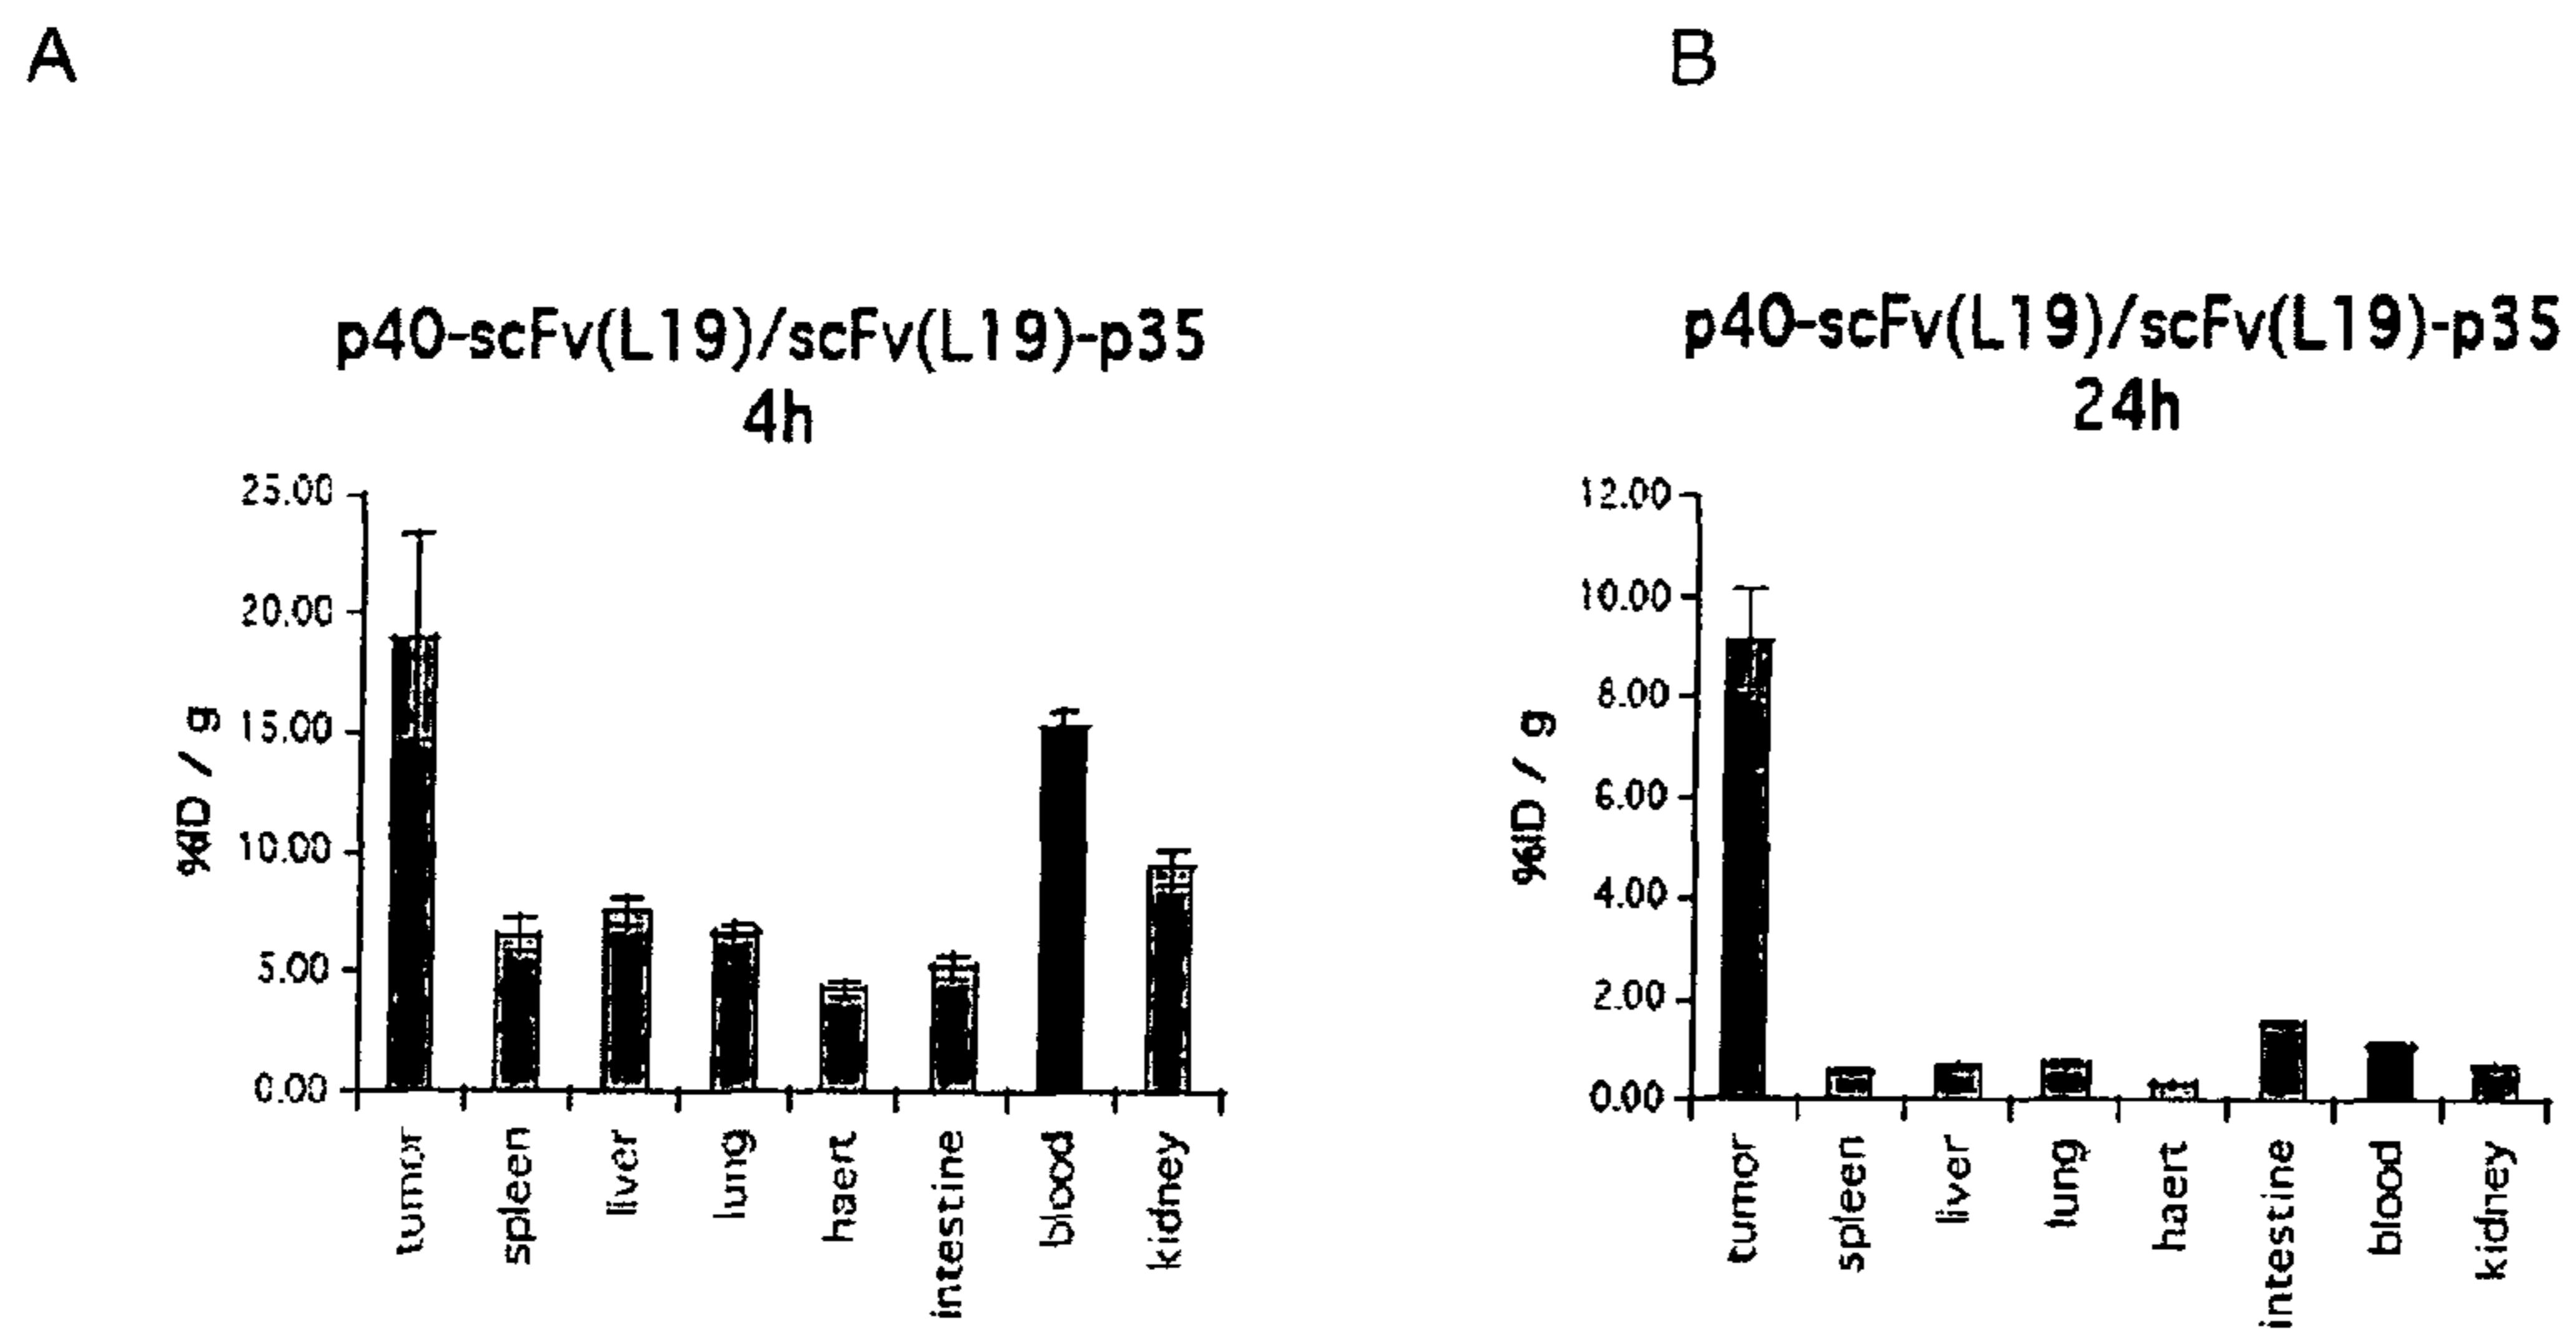 A
p40-scFv(L19)/scFv(L19)-p35
4h
25.00
20.00
15.00
10.00
5.00
0.00
%ID / g
tumor
spleen
liver
lung
haert
intestine
blood
kidney
B
p40-scFv(L19)/scFv(L19)-p35
24h
12.00
10.00
8.00
6.00
4.00
2.00
0.00
%ID / g
tumor
spleen
liver
lung
haert
intestine
blood
kidney